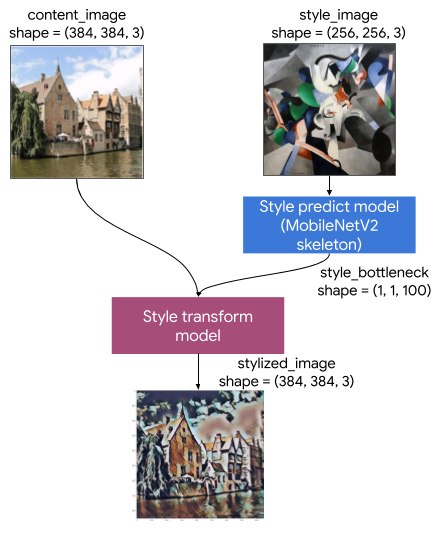 content_image
shape = (384, 384, 3)
style_image
shape = (256, 256, 3)
Style predict model
(MobileNetV2
skeleton)
style_bottleneck
shape = (1, 1, 100)
Style transform
model
stylized_image
shape = (384, 384, 3)